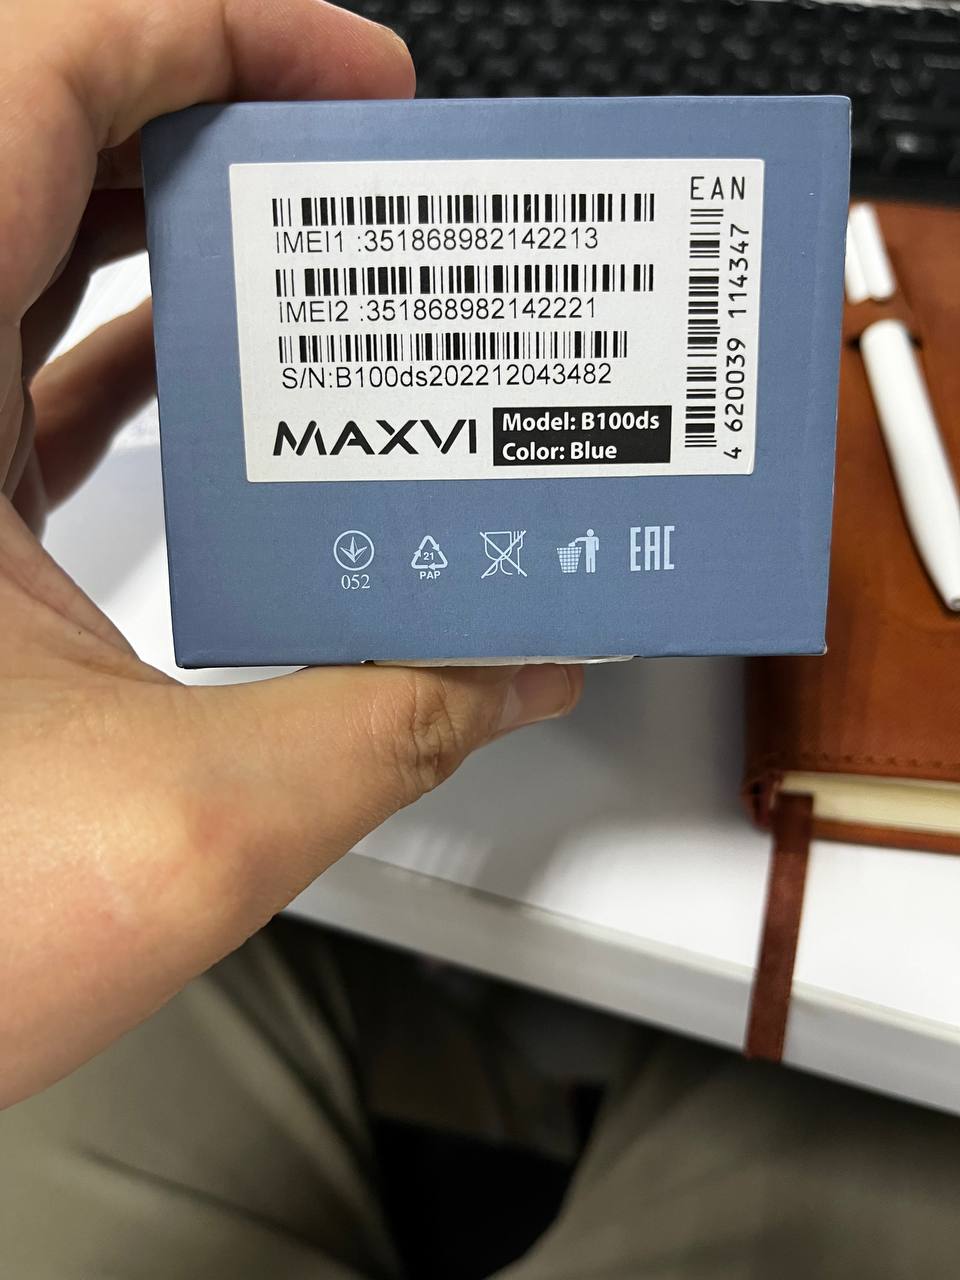 EAN
IMEI1 :351868982142213
IMEI2 :351868982142221
S/N:B100ds202212043482
4 620039 114347
MAXVI
Model: B100ds
Color: Blue
052
21
PAP
EAC